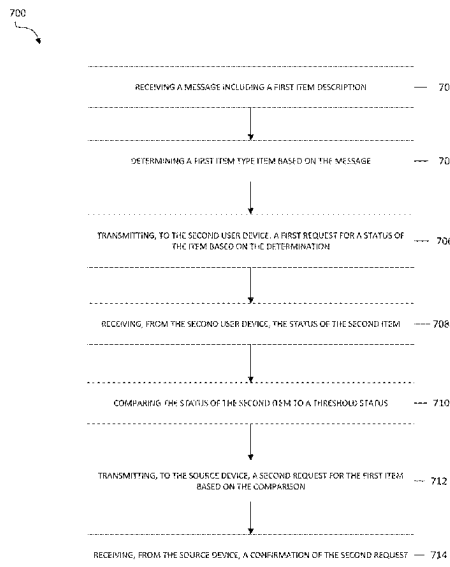 700
RECEIVING A MESSAGE INCLUDING A FIRST ITEM DESCRIPTION
70
DETERMINING A FIRST ITEM TYPE ITEM BASED ON THE MESSAGE
70
TRANSMITTING, TO THE SECOND USER DEVICE, A FIRST REQUEST FOR A STATUS OF
THE ITEM BASED ON THE DETERMINATION
706
RECEIVING, FROM THE SECOND USER DEVICE, THE STATUS OF THE SECOND ITEM
708
COMPARING THE STATUS OF THE SECOND ITEM TO A THRESHOLD STATUS
710
TRANSMITTING, TO THE SOURCE DEVICE, A SECOND REQUEST FOR THE FIRST ITEM
BASED ON THE COMPARISON
712
RECEIVING, FROM THE SOURCE DEVICE, A CONFIRMATION OF THE SECOND REQUEST
714